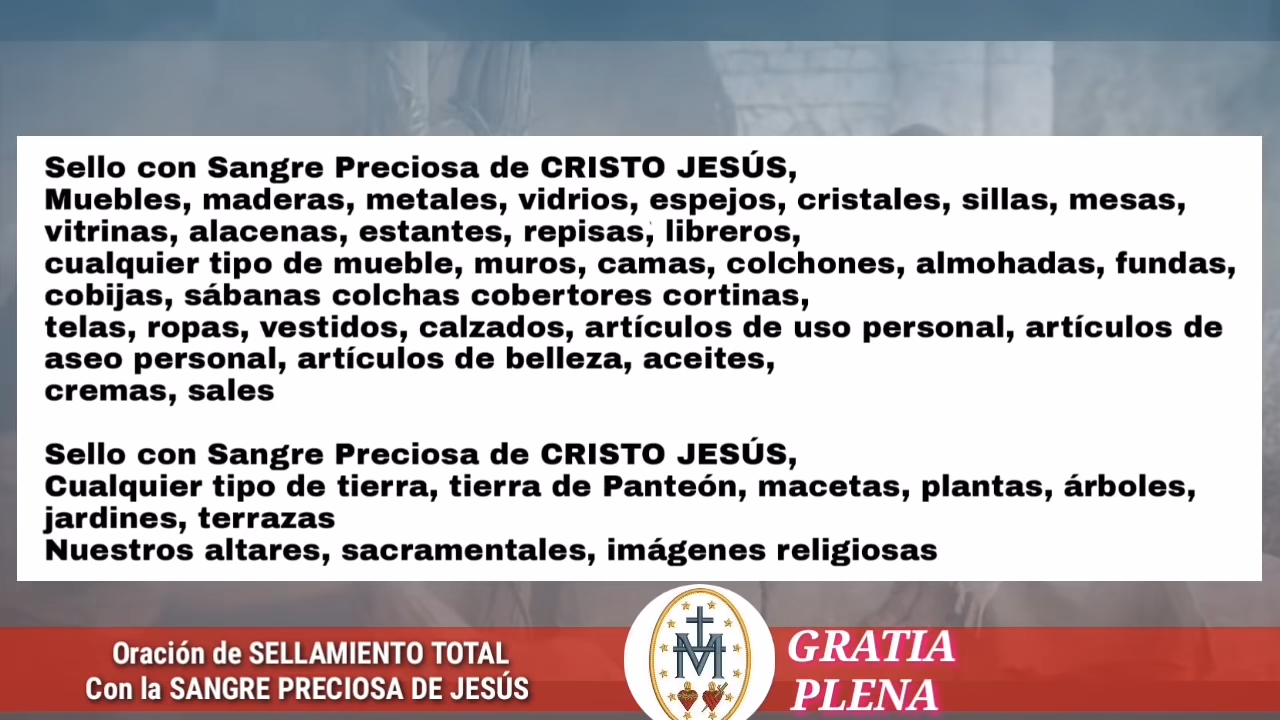 Sello con Sangre Preciosa de CRISTO JESÚS,
Muebles, maderas, metales, vidrios, espejos, cristales, sillas, mesas,
vitrinas, alacenas, estantes, repisas, libreros,
cualquier tipo de mueble, muros, camas, colchones, almohadas, fundas,
cobijas, sábanas colchas cobertores cortinas,
telas, ropas, vestidos, calzados, artículos de uso personal, artículos de
aseo personal, artículos de belleza, aceites,
cremas, sales
Sello con Sangre Preciosa de CRISTO JESÚS,
Cualquier tipo de tierra, tierra de Panteón, macetas, plantas, árboles,
jardines, terrazas
Nuestros altares, sacramentales, imágenes religiosas
Oración de SELLAMIENTO TOTAL
Con la SANGRE PRECIOSA DE JESÚS
GRATIA
PLENA